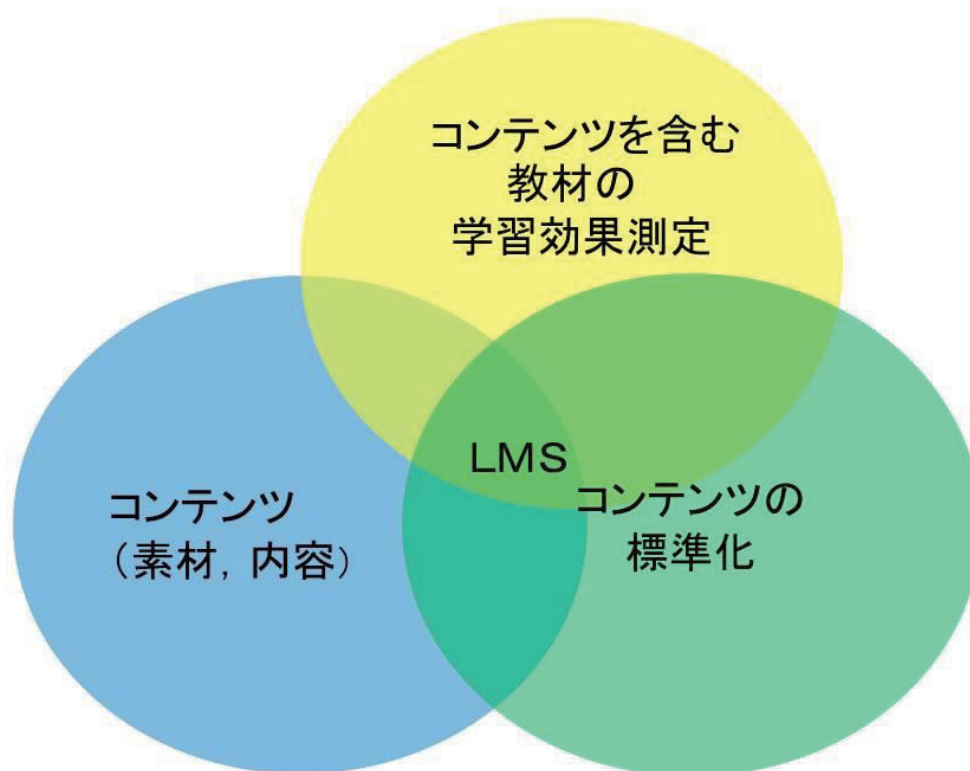 コンテンツを含む
教材の
学習効果測定
LMS
コンテンツ
（素材，内容）
コンテンツの
標準化